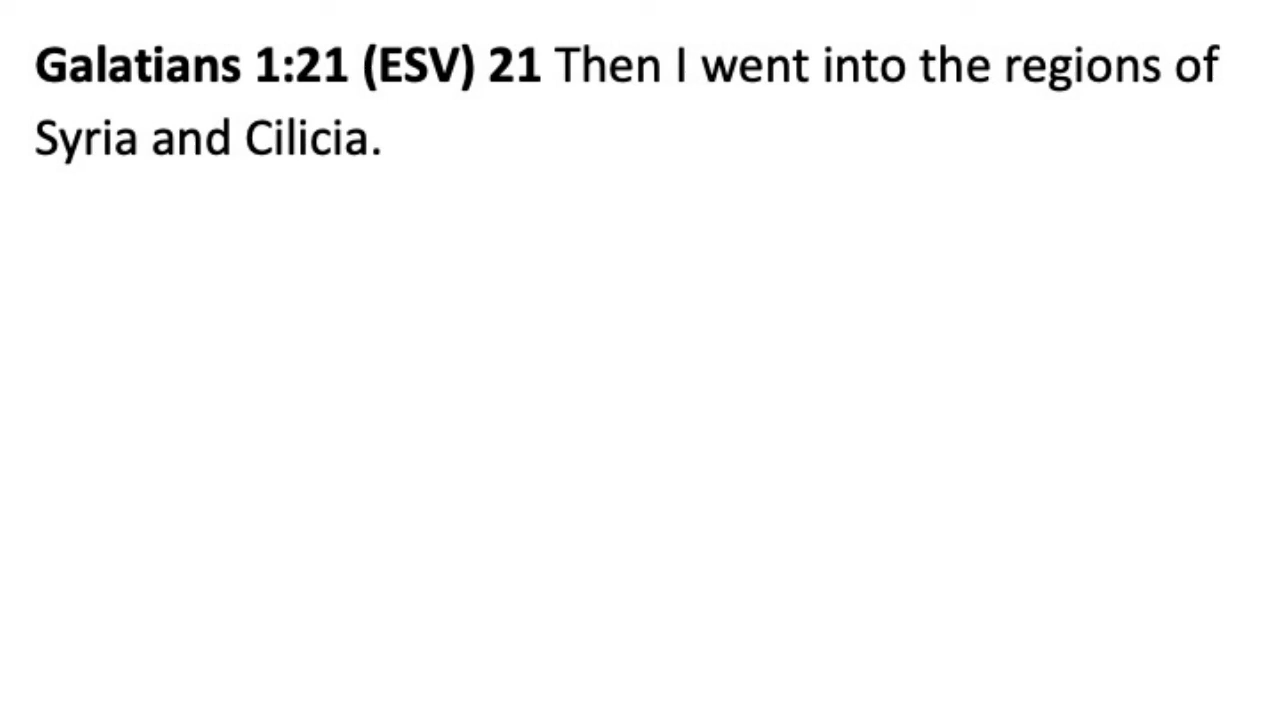 Galatians 1:21 (ESV) 21 Then I went into the regions of
Syria and Cilicia.